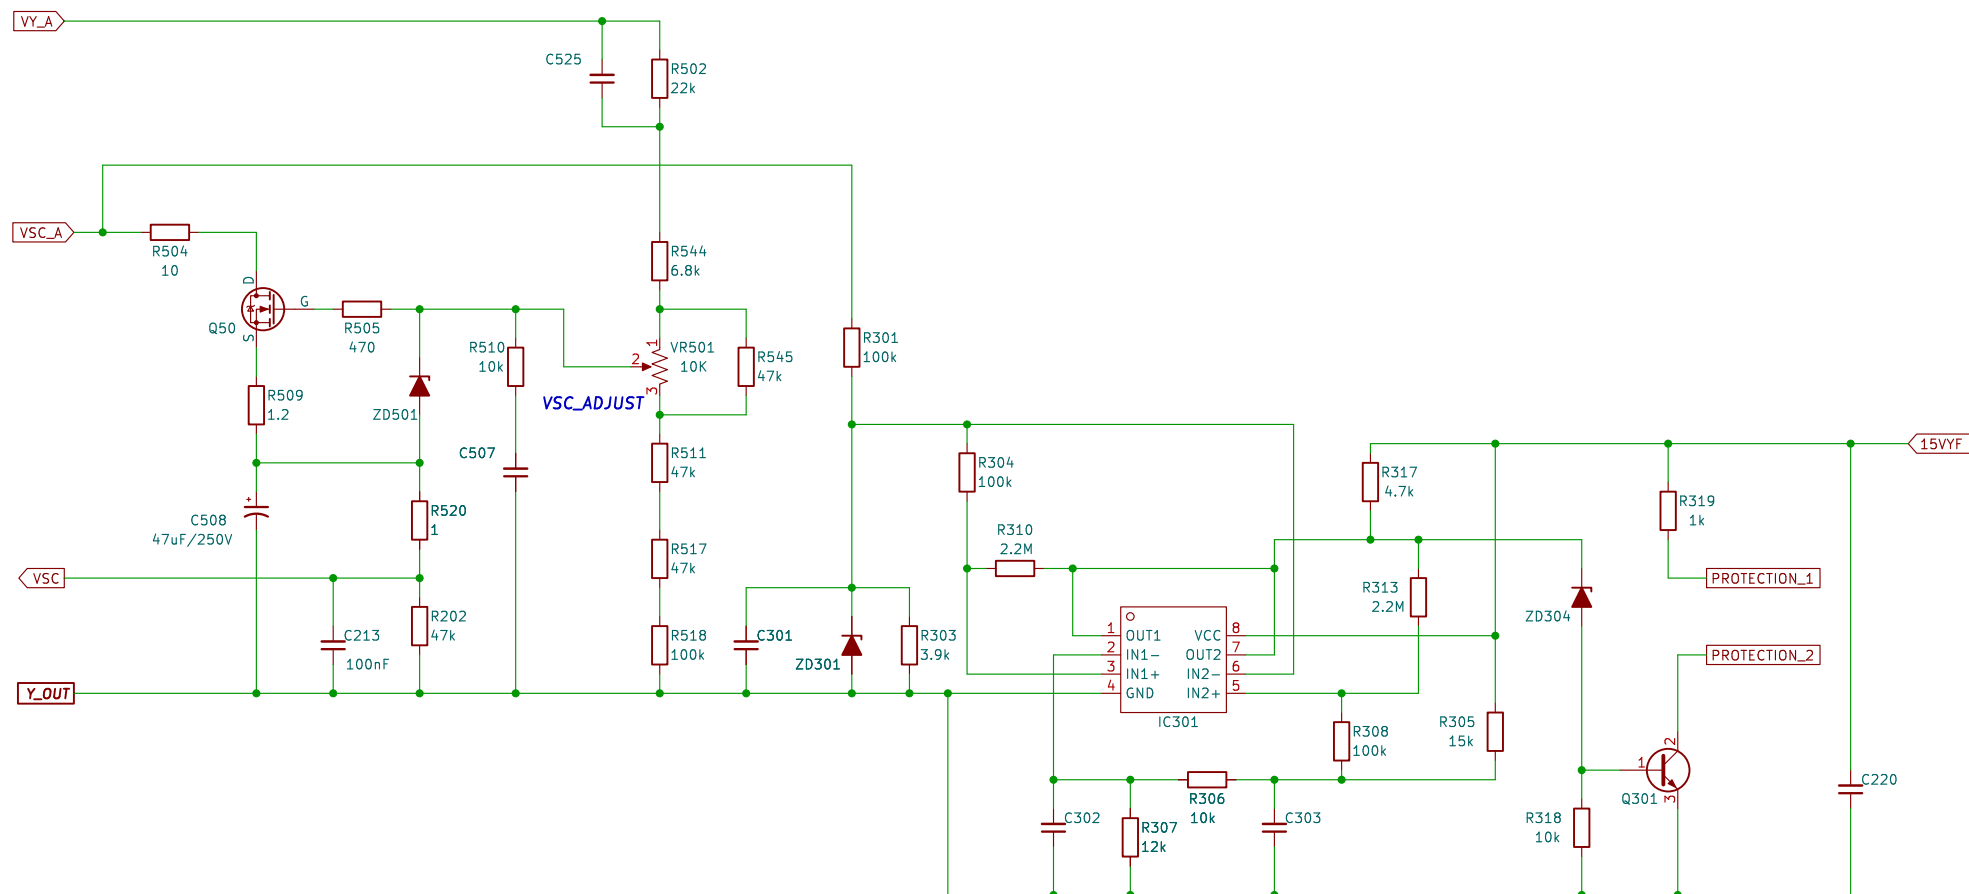 VY_A
C525
R502
22k
VSC_A
R504
10
D
G
S
Q50
R505
470
R544
6.8k
R510
10k
1
2
3
VR501
10K
VSC_ADJUST
R545
47k
R301
100k
R509
1.2
ZD501
C507
R511
47k
+
C508
47uF/250V
R520
1
R517
47k
R304
100k
R310
2.2M
R317
4.7k
15VYF
R319
1k
VSC
C213
100nF
R202
47k
R518
100k
C301
ZD301
R303
3.9k
R313
2.2M
ZD304
PROTECTION_1
PROTECTION_2
1 OUT1 VCC 8
2 IN1- OUT2 7
3 IN1+ IN2- 6
4 GND IN2+ 5
IC301
Y_OUT
R308
100k
R305
15k
R306
10k
C302
R307
12k
C303
2
1
3
Q301
R318
10k
C220